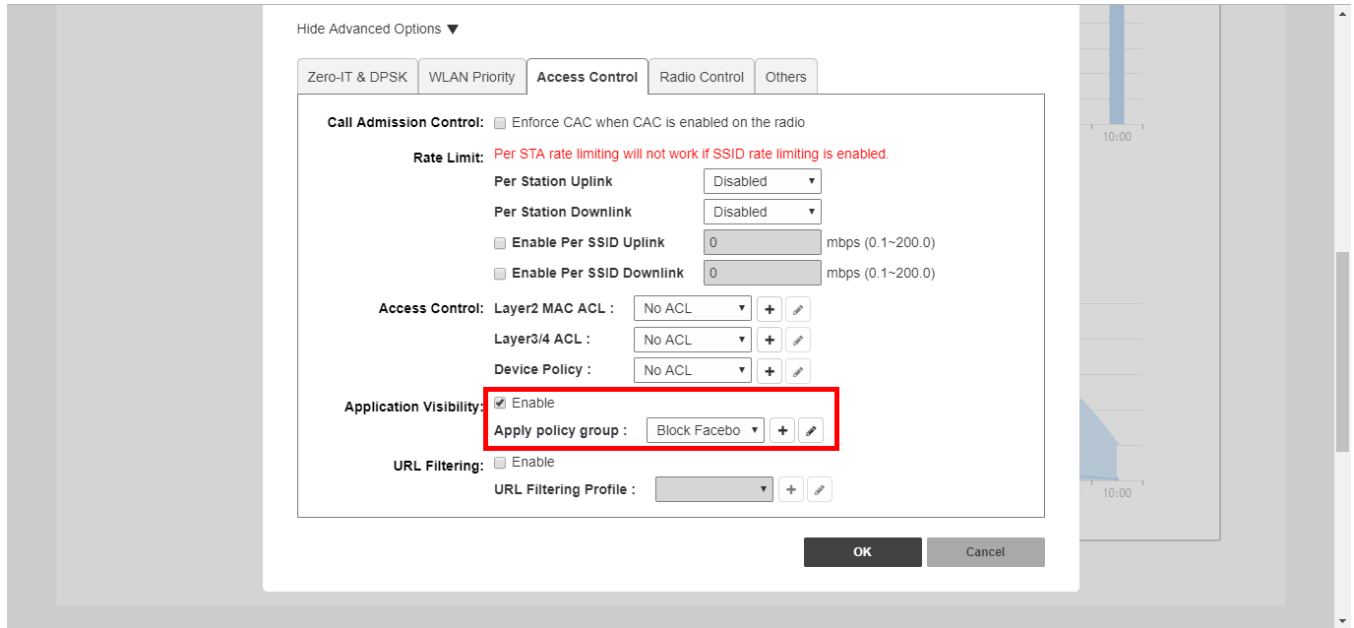 Hide Advanced Options ▼
Zero-IT & DPSK WLAN Priority Access Control Radio Control Others
Call Admission Control: Enforce CAC when CAC is enabled on the radio
10:00
Rate Limit: Per STA rate limiting will not work if SSID rate limiting is enabled.
Per Station Uplink Disabled
Per Station Downlink Disabled
Enable Per SSID Uplink 0 mbps (0.1~200.0)
Enable Per SSID Downlink 0 mbps (0.1~200.0)
Access Control: Layer2 MAC ACL : No ACL
Layer3/4 ACL : No ACL
Device Policy : No ACL
Application Visibility: Enable
Apply policy group : Block Facebo
URL Filtering: Enable
URL Filtering Profile :
10:00
OK Cancel